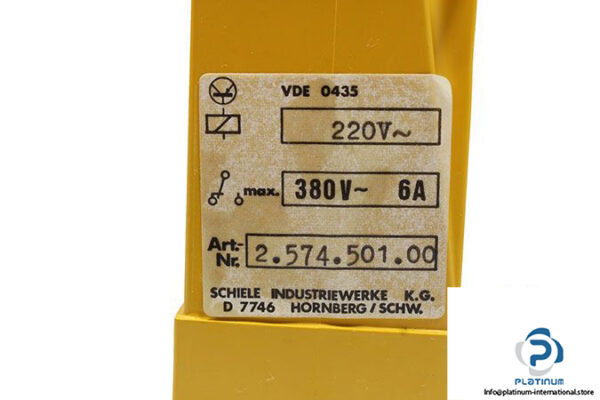 VDE 0435
220V~
max. 380V~ 6A
Art.-
Nr. 2.574.501.00
SCHIELE INDUSTRIEWERKE K.G.
D 7746 HORNBERG/SCHW.
PLATINUM
info@platinum-international.store